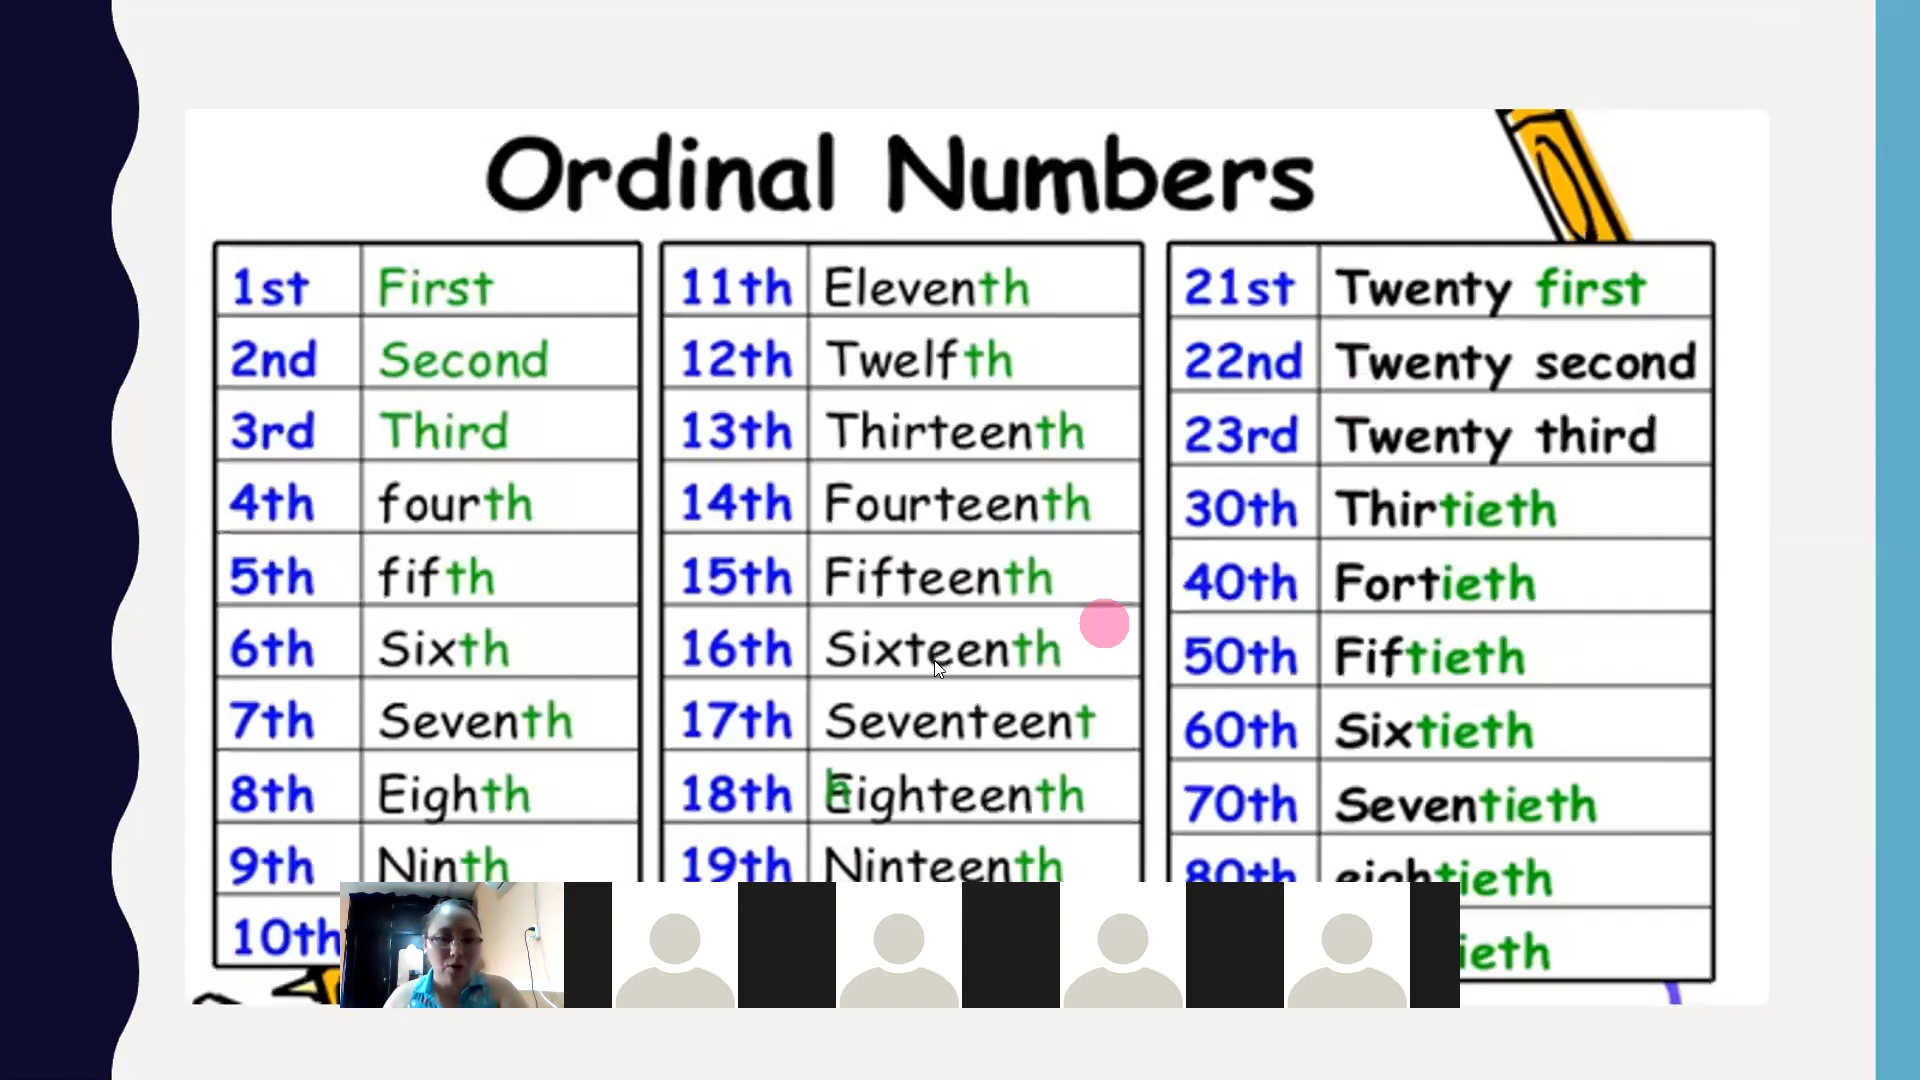 Ordinal Numbers
1st First
2nd Second
3rd Third
4th fourth
5th fifth
6th Sixth
7th Seventh
8th Eighth
9th Ninth
10th
11th Eleventh
12th Twelfth
13th Thirteenth
14th Fourteenth
15th Fifteenth
16th Sixteenth
17th Seventeent
h
18th Eighteenth
19th Ninteenth
21st Twenty first
22nd Twenty second
23rd Twenty third
30th Thirtieth
40th Fortieth
50th Fiftieth
60th Sixtieth
70th Seventieth
80th eightieth
ieth